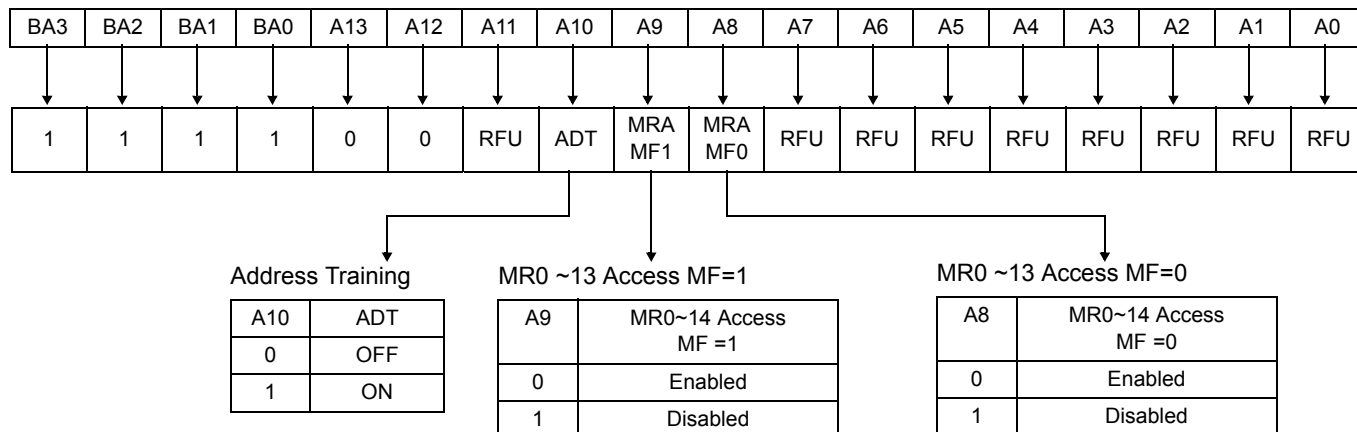 BA3 BA2 BA1 BA0 A13 A12 A11 A10 A9 A8 A7 A6 A5 A4 A3 A2 A1 A0
1 1 1 1 0 0 RFU ADT MRA MF1 MRA MF0 RFU RFU RFU RFU RFU RFU RFU RFU
Address Training
A10 ADT
0 OFF
1 ON
MR0 ~13 Access MF=1
A9 MR0~14 Access
MF =1
0 Enabled
1 Disabled
MR0 ~13 Access MF=0
A8 MR0~14 Access
MF =0
0 Enabled
1 Disabled